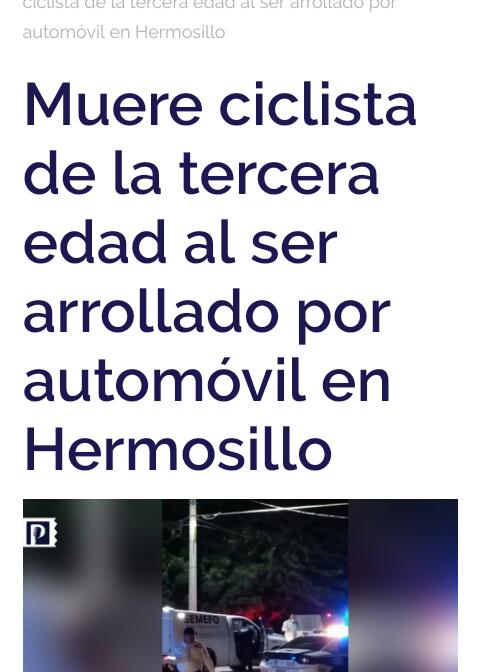 ciclista de la tercera edad al ser arrollado por
automóvil en Hermosillo
Muere ciclista
de la tercera
edad al ser
arrollado por
automóvil en
Hermosillo
P
SEMEFO